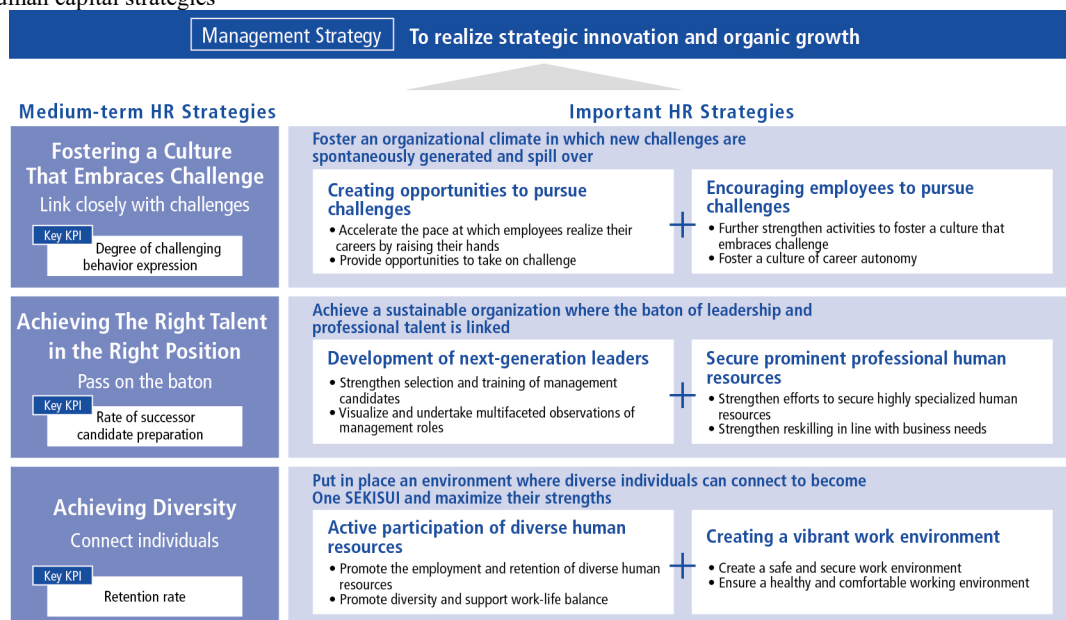 human capital strategies
Management Strategy To realize strategic innovation and organic growth
Medium-term HR Strategies
Important HR Strategies
Fostering a Culture
That Embraces Challenge
Link closely with challenges
Key KPI
Degree of challenging
behavior expression
Foster an organizational climate in which new challenges are
spontaneously generated and spill over
Creating opportunities to pursue
challenges
• Accelerate the pace at which employees realize their
careers by raising their hands
• Provide opportunities to take on challenge
+
Encouraging employees to pursue
challenges
• Further strengthen activities to foster a culture that
embraces challenge
• Foster a culture of career autonomy
Achieving The Right Talent
in the Right Position
Pass on the baton
Key KPI
Rate of successor
candidate preparation
Achieve a sustainable organization where the baton of leadership and
professional talent is linked
Development of next-generation leaders
• Strengthen selection and training of management
candidates
• Visualize and undertake multifaceted observations of
management roles
+
Secure prominent professional human
resources
• Strengthen efforts to secure highly specialized human
resources
• Strengthen reskilling in line with business needs
Achieving Diversity
Connect individuals
Key KPI
Retention rate
Put in place an environment where diverse individuals can connect to become
One SEKISUI and maximize their strengths
Active participation of diverse human
resources
• Promote the employment and retention of diverse human
resources
• Promote diversity and support work-life balance
+
Creating a vibrant work environment
• Create a safe and secure work environment
• Ensure a healthy and comfortable working environment